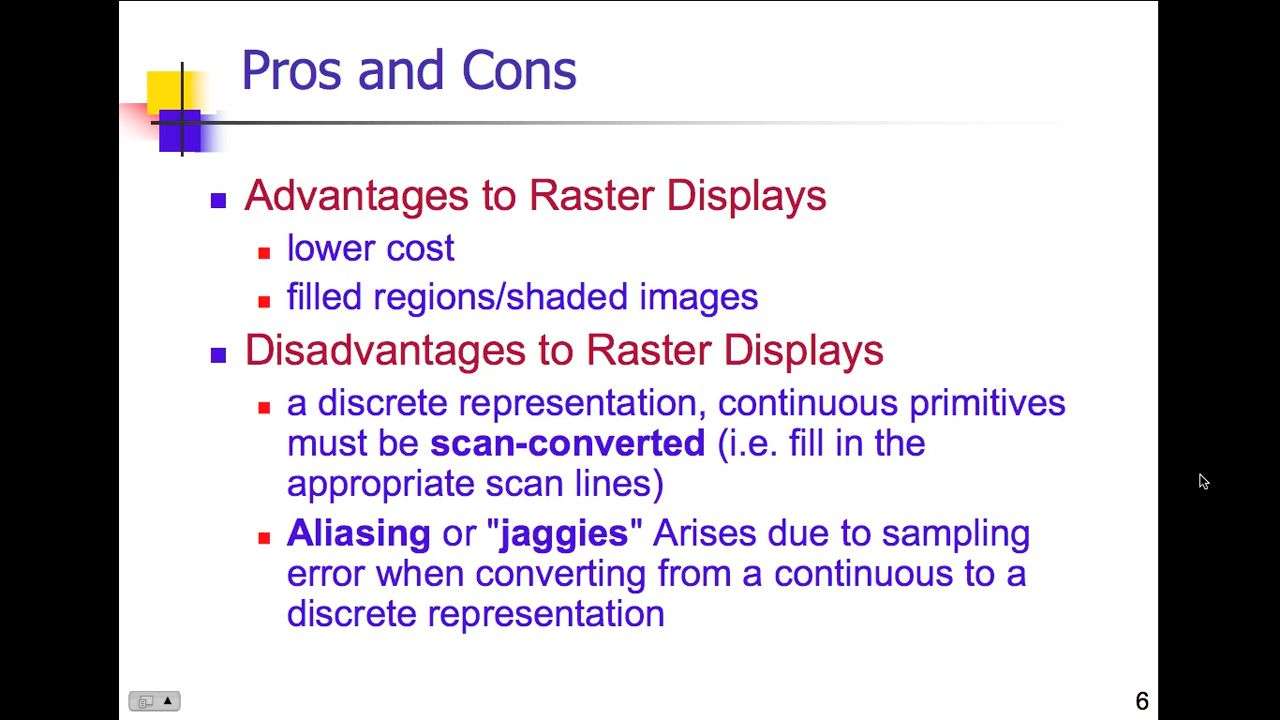 Pros and Cons
Advantages to Raster Displays
lower cost
filled regions/shaded images
Disadvantages to Raster Displays
a discrete representation, continuous primitives
must be scan-converted (i.e. fill in the
appropriate scan lines)
Aliasing or "jaggies" Arises due to sampling
error when converting from a continuous to a
discrete representation
6